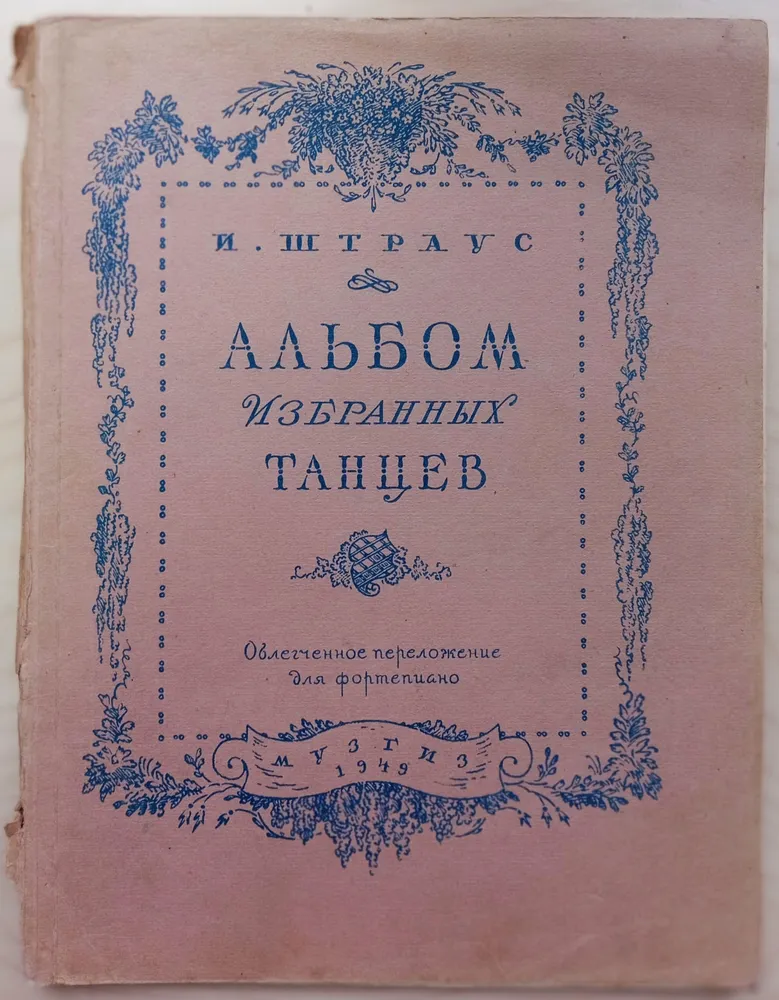 И. ШТРАУС
АЛЬБОМ
ИЗБРАННЫХ
ТАНЦЕВ
Облегченное переложение
для фортепиано
МУЗГИЗ
1949